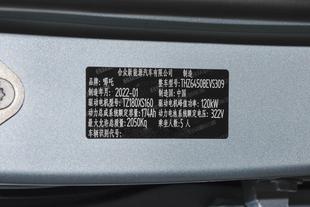 合众新能源汽车有限公司 整车型号:THZ6450BEVS309
品牌:哪吒 制造国:中国
制造年月:2022-01 驱动电机峰值功率:120kW
驱动电机型号:TZ180XS160 动力电池系统额定电压:322V
动力总成系统额定容量:174Ah 乘坐人数:5人
最大允许总质量:2050Kg
车辆识别代号: